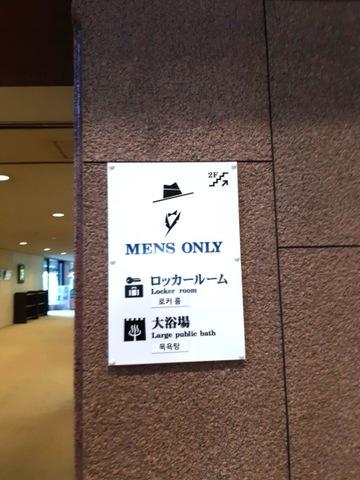 2F
MENS ONLY
ロッカールーム
Locker room
로커 룸
大浴場
Large public bath
목욕탕